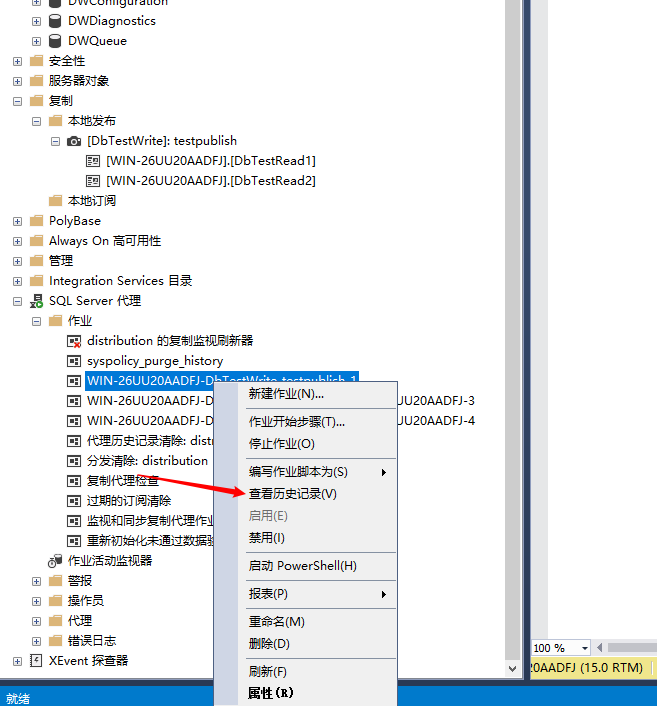 DWConfiguration
DWDiagnostics
DWQueue
安全性
服务器对象
复制
本地发布
[DbTestWrite]: testpublish
[WIN-26UU20AADFJ].[DbTestRead1]
[WIN-26UU20AADFJ].[DbTestRead2]
本地订阅
PolyBase
Always On 高可用性
管理
Integration Services 目录
SQL Server 代理
作业
distribution 的复制监视刷新器
syspolicy_purge_history
WIN-26UU20AADFJ-DbTestWrite-testpublish-1
WIN-26UU20AADFJ-D UU20AADFJ-3
WIN-26UU20AADFJ-D UU20AADFJ-4
代理历史记录清除: dist
分发清除: distribution
复制代理检查
过期的订阅清除
监视和同步复制代理作业
重新初始化未通过数据验
作业活动监视器
警报
操作员
代理
错误日志
XEvent 探查器
新建作业(N)...
作业开始步骤(T)...
停止作业(O)
编写作业脚本为(S)
查看历史记录(V)
启用(E)
禁用(I)
启动 PowerShell(H)
报表(P)
重命名(M)
删除(D)
刷新(F)
属性(R)
100 %
20AADFJ (15.0 RTM)
就绪